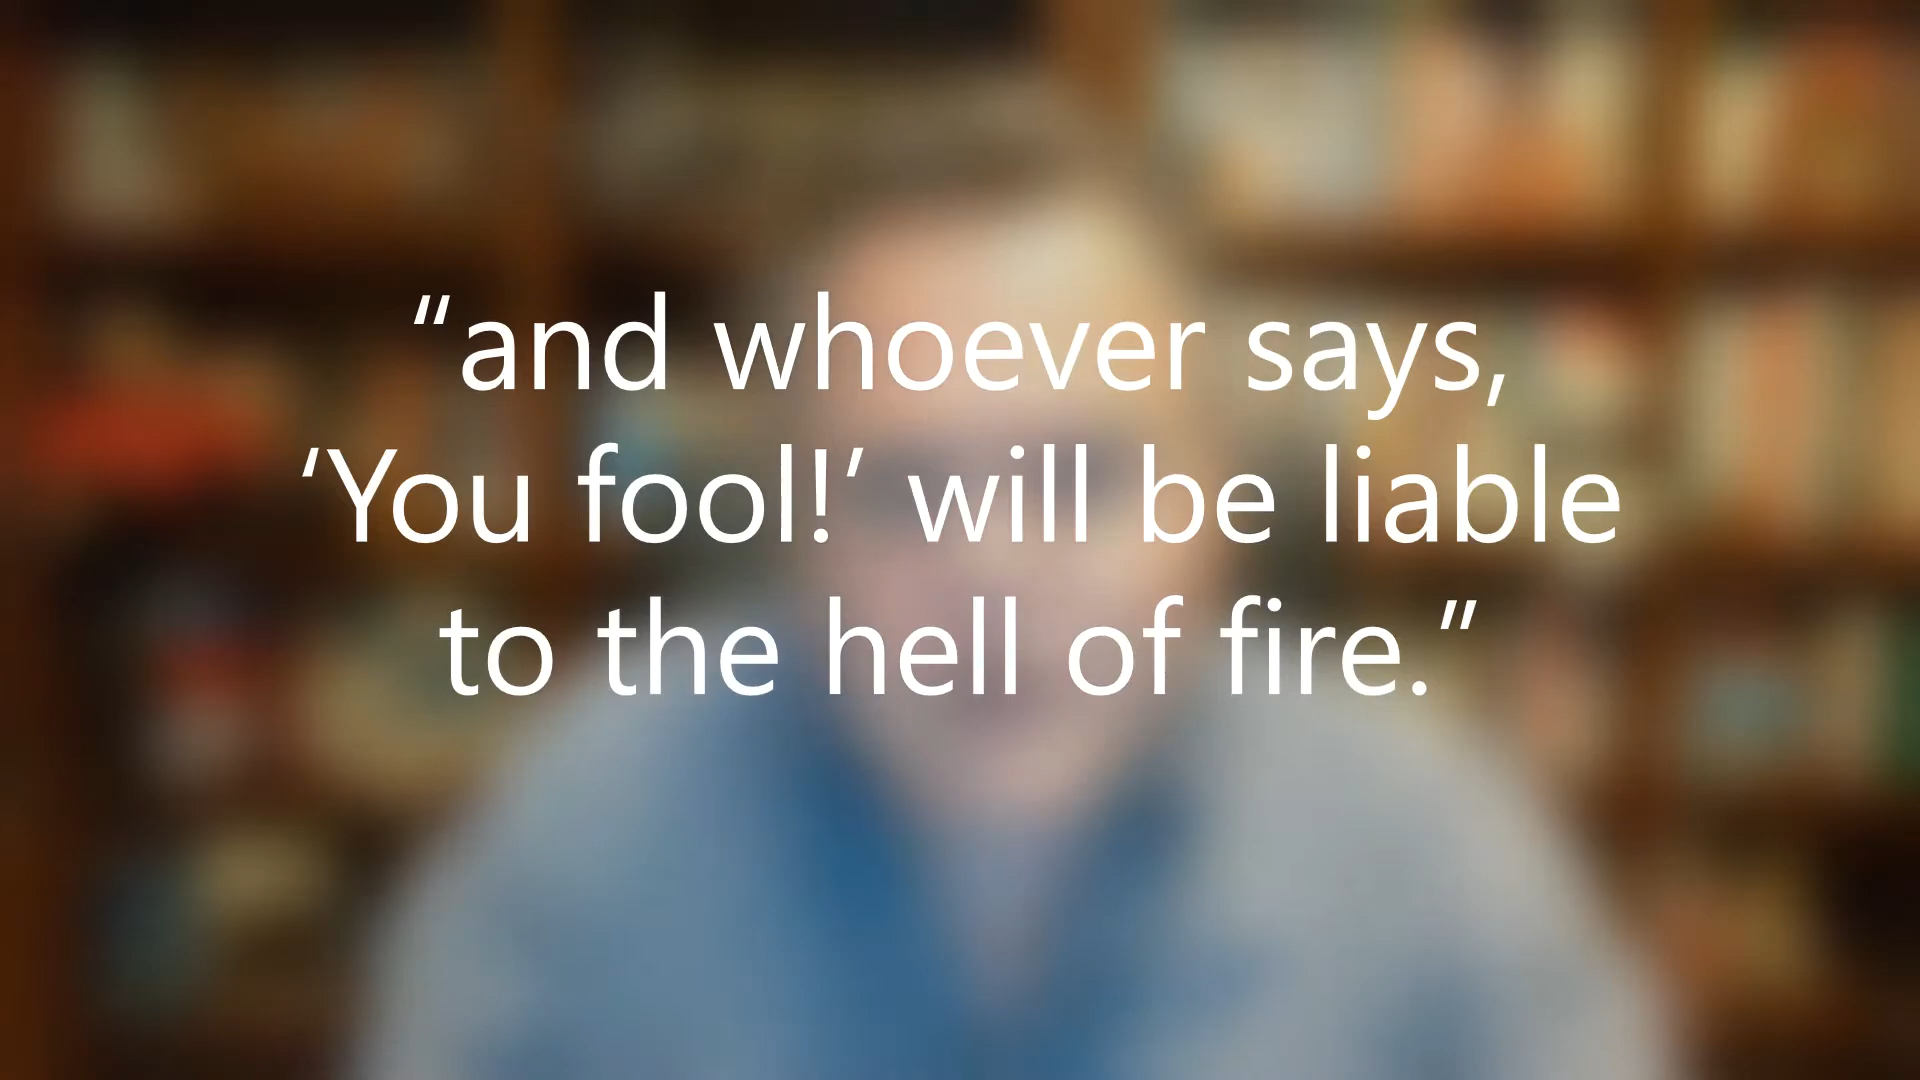 “and whoever says,
‘You fool!’ will be liable
to the hell of fire.”